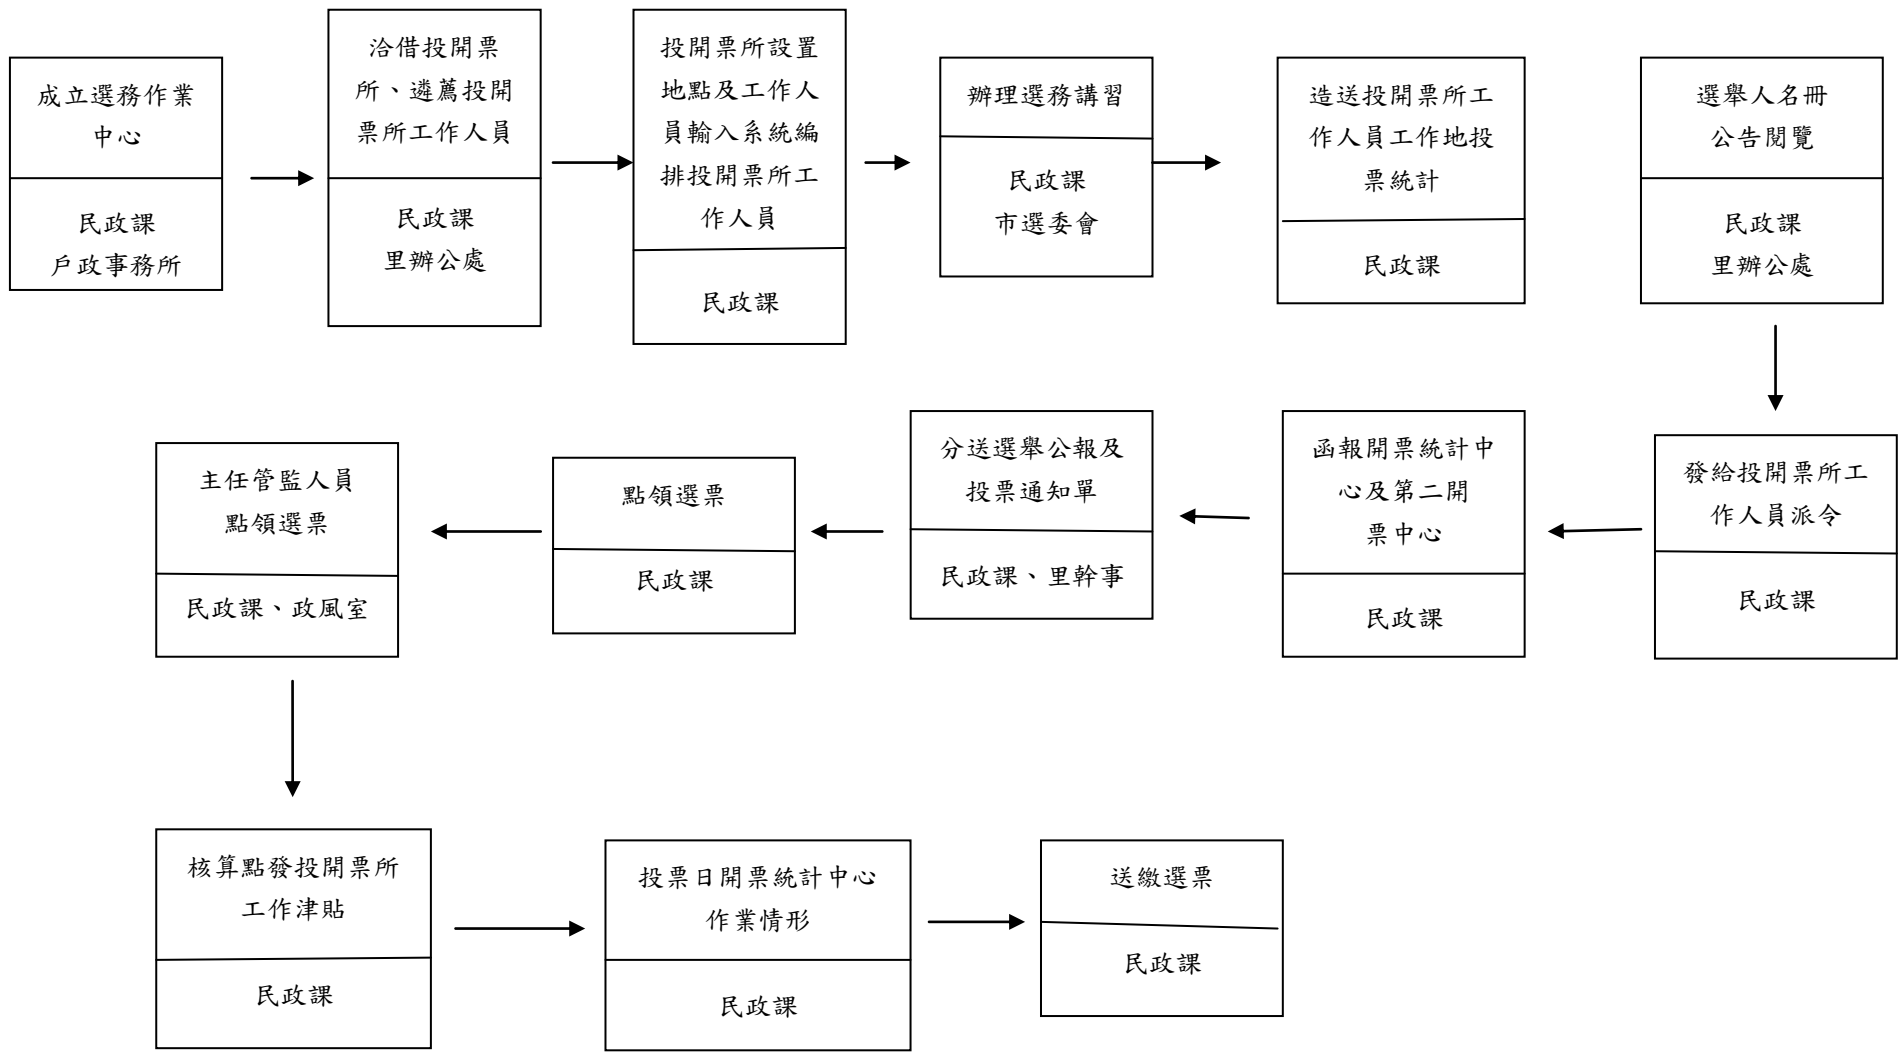 成立選務作業
中心
民政課
戶政事務所
洽借投開票
所、遴薦投開
票所工作人員
民政課
里辦公處
投開票所設置
地點及工作人
員輸入系統編
排投開票所工
作人員
民政課
辦理選務講習
民政課
市選委會
造送投開票所工
作人員工作地投
票統計
民政課
選舉人名冊
公告閱覽
民政課
里辦公處
發給投開票所工
作人員派令
民政課
函報開票統計中
心及第二開
票中心
民政課
分送選舉公報及
投票通知單
民政課、里幹事
點領選票
民政課
主任管監人員
點領選票
民政課、政風室
核算點發投開票所
工作津貼
民政課
投票日開票統計中心
作業情形
民政課
送繳選票
民政課